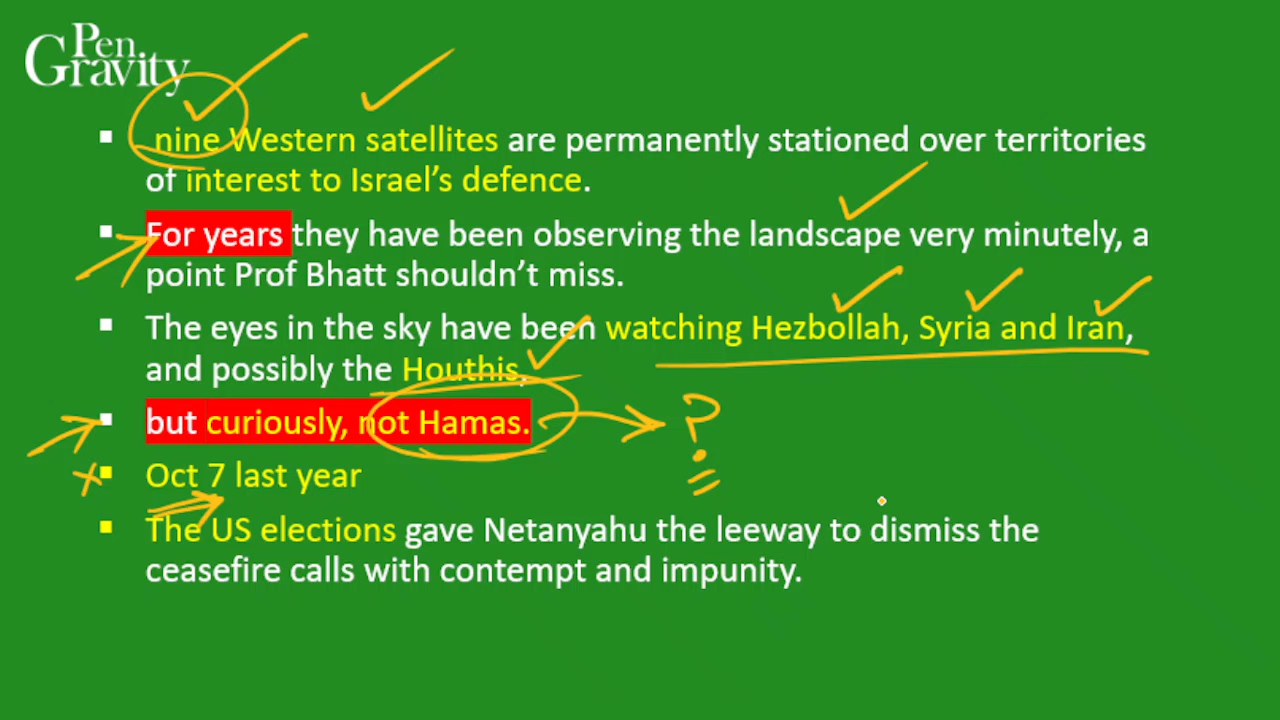 Pen
Gravity
nine Western satellites are permanently stationed over territories
of interest to Israel's defence.
For years they have been observing the landscape very minutely, a
point Prof Bhatt shouldn't miss.
The eyes in the sky have been watching Hezbollah, Syria and Iran,
and possibly the Houthis,
but curiously, not Hamas.
?
Oct 7 last year
The US elections gave Netanyahu the leeway to dismiss the
ceasefire calls with contempt and impunity.